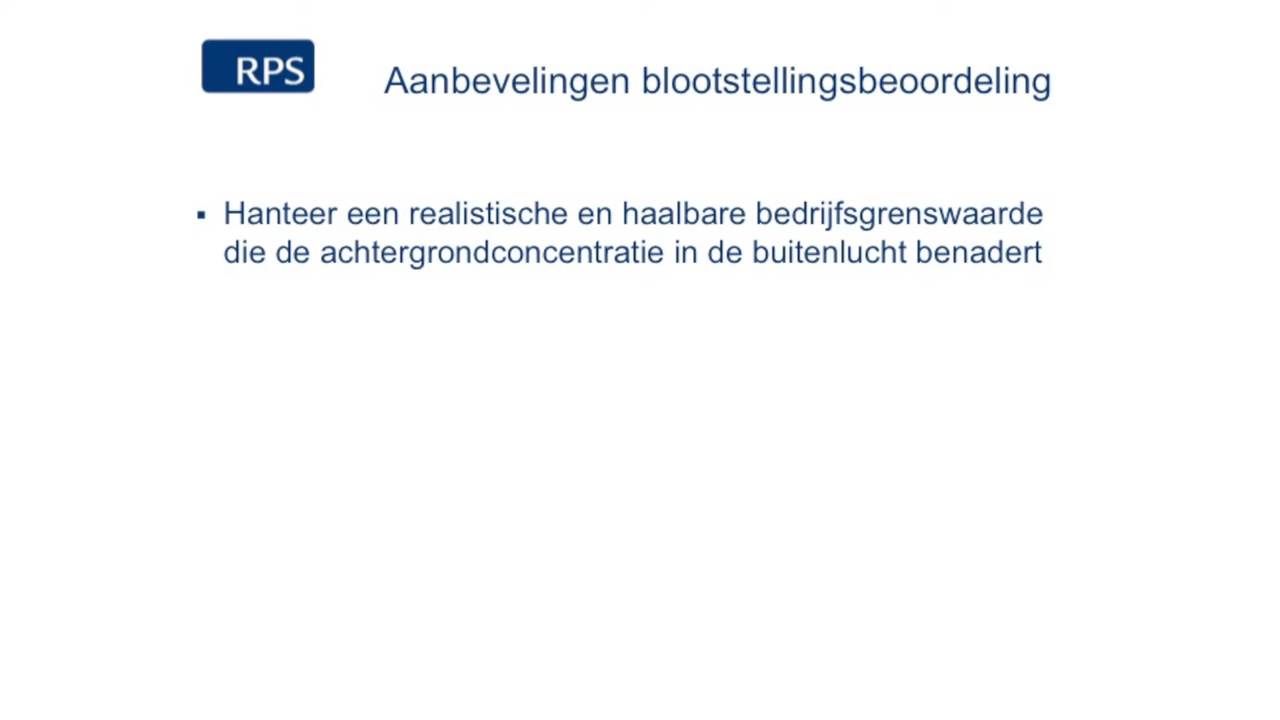 RPS
Aanbevelingen blootstellingsbeoordeling
▪ Hanteer een realistische en haalbare bedrijfsgrenswaarde
die de achtergrondconcentratie in de buitenlucht benadert